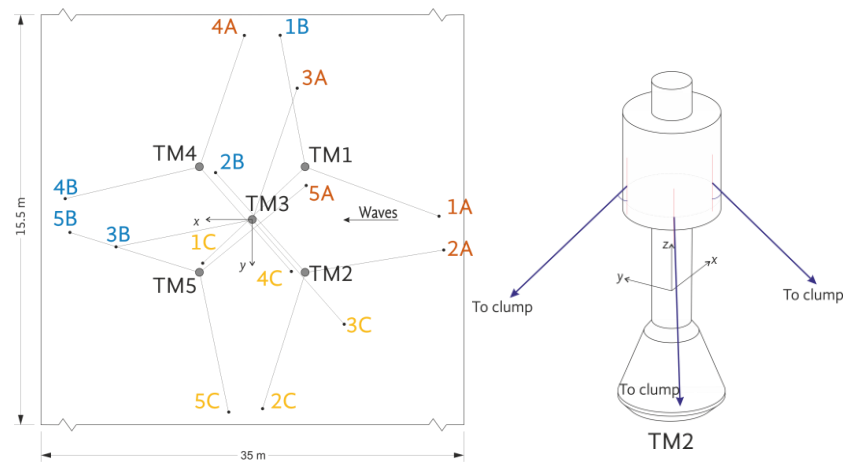 4A
1B
3A
TM4
2B
TM1
4B
5A
TM3
1A
x
Waves
5B
3B
1C
y
2A
TM5
4C
TM2
3C
5C
2C
15.5 m
35 m
z
x
y
To clump
To clump
To clump
TM2